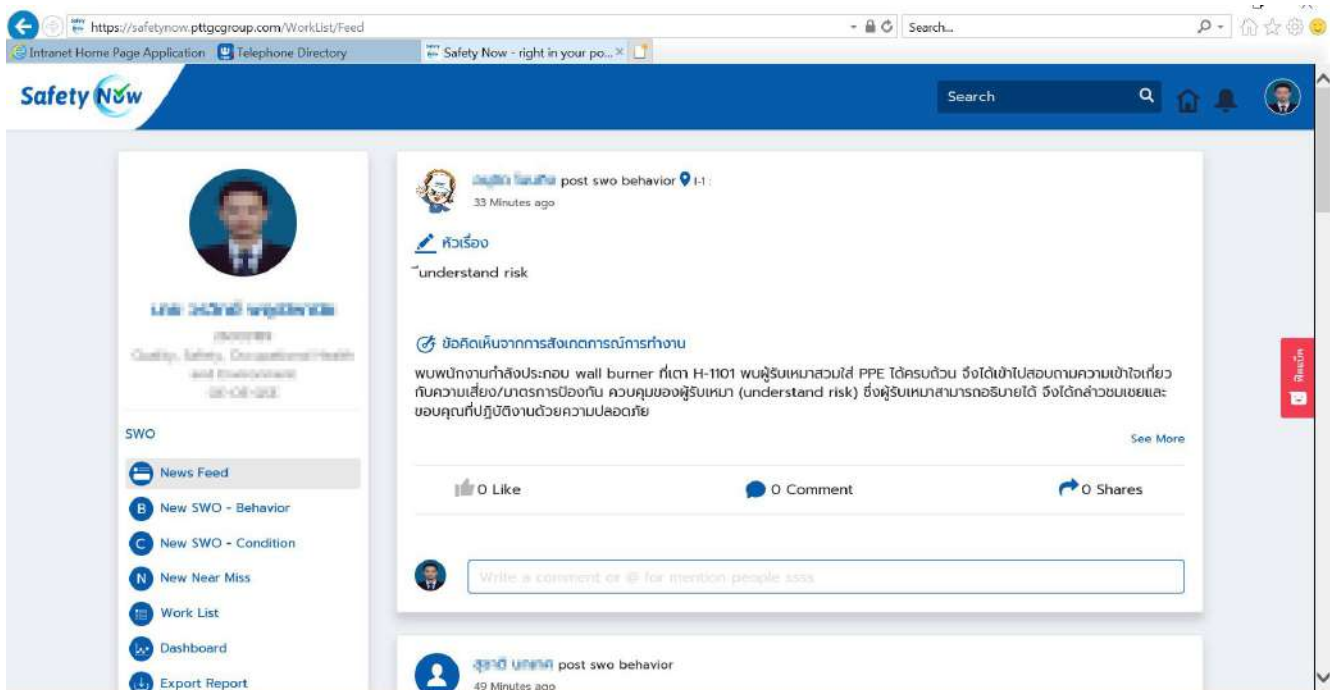 https://safetynow.pttgcgroup.com/WorkList/Feed
Search...
Intranet Home Page Application
Telephone Directory
Safety Now - right in your po...
Safety Now
Search
post swo behavior I-1 :
33 Minutes ago
หัวเรื่อง
ีunderstand risk
ข้อคิดเห็นจากการสังเกตการณ์การทำงาน
พบพนักงานกำลังประกอบ wall burner ที่เตา H-1101 พบผู้รับเหมาสวมใส่ PPE ได้ครบถ้วน จึงได้เข้าไปสอบถามความเข้าใจเกี่ยว
กับความเสี่ยง/มาตรการป้องกัน ควบคุมของผู้รับเหมา (understand risk) ซึ่งผู้รับเหมาสามารถอธิบายได้ จึงได้กล่าวชมเชยและ
ขอบคุณที่ปฏิบัติงานด้วยความปลอดภัย
See More
0 Like
0 Comment
0 Shares
Write a comment or @ for mention people ssss
post swo behavior
49 Minutes ago
SWO
News Feed
B New SWO - Behavior
C New SWO - Condition
N New Near Miss
Work List
Dashboard
Export Report
ฟีดแบ็ค